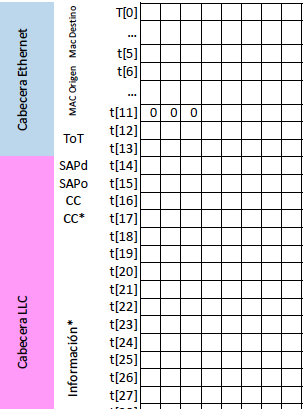 Cabecera Ethernet
Mac Destino
T[0]
...
t[5]
MAC Origen
t[6]
...
t[11] 0 0 0
ToT
t[12]
t[13]
Cabecera LLC
SAPd t[14]
SAPo t[15]
CC t[16]
CC* t[17]
Información*
t[18]
t[19]
t[20]
t[21]
t[22]
t[23]
t[24]
t[25]
t[26]
t[27]